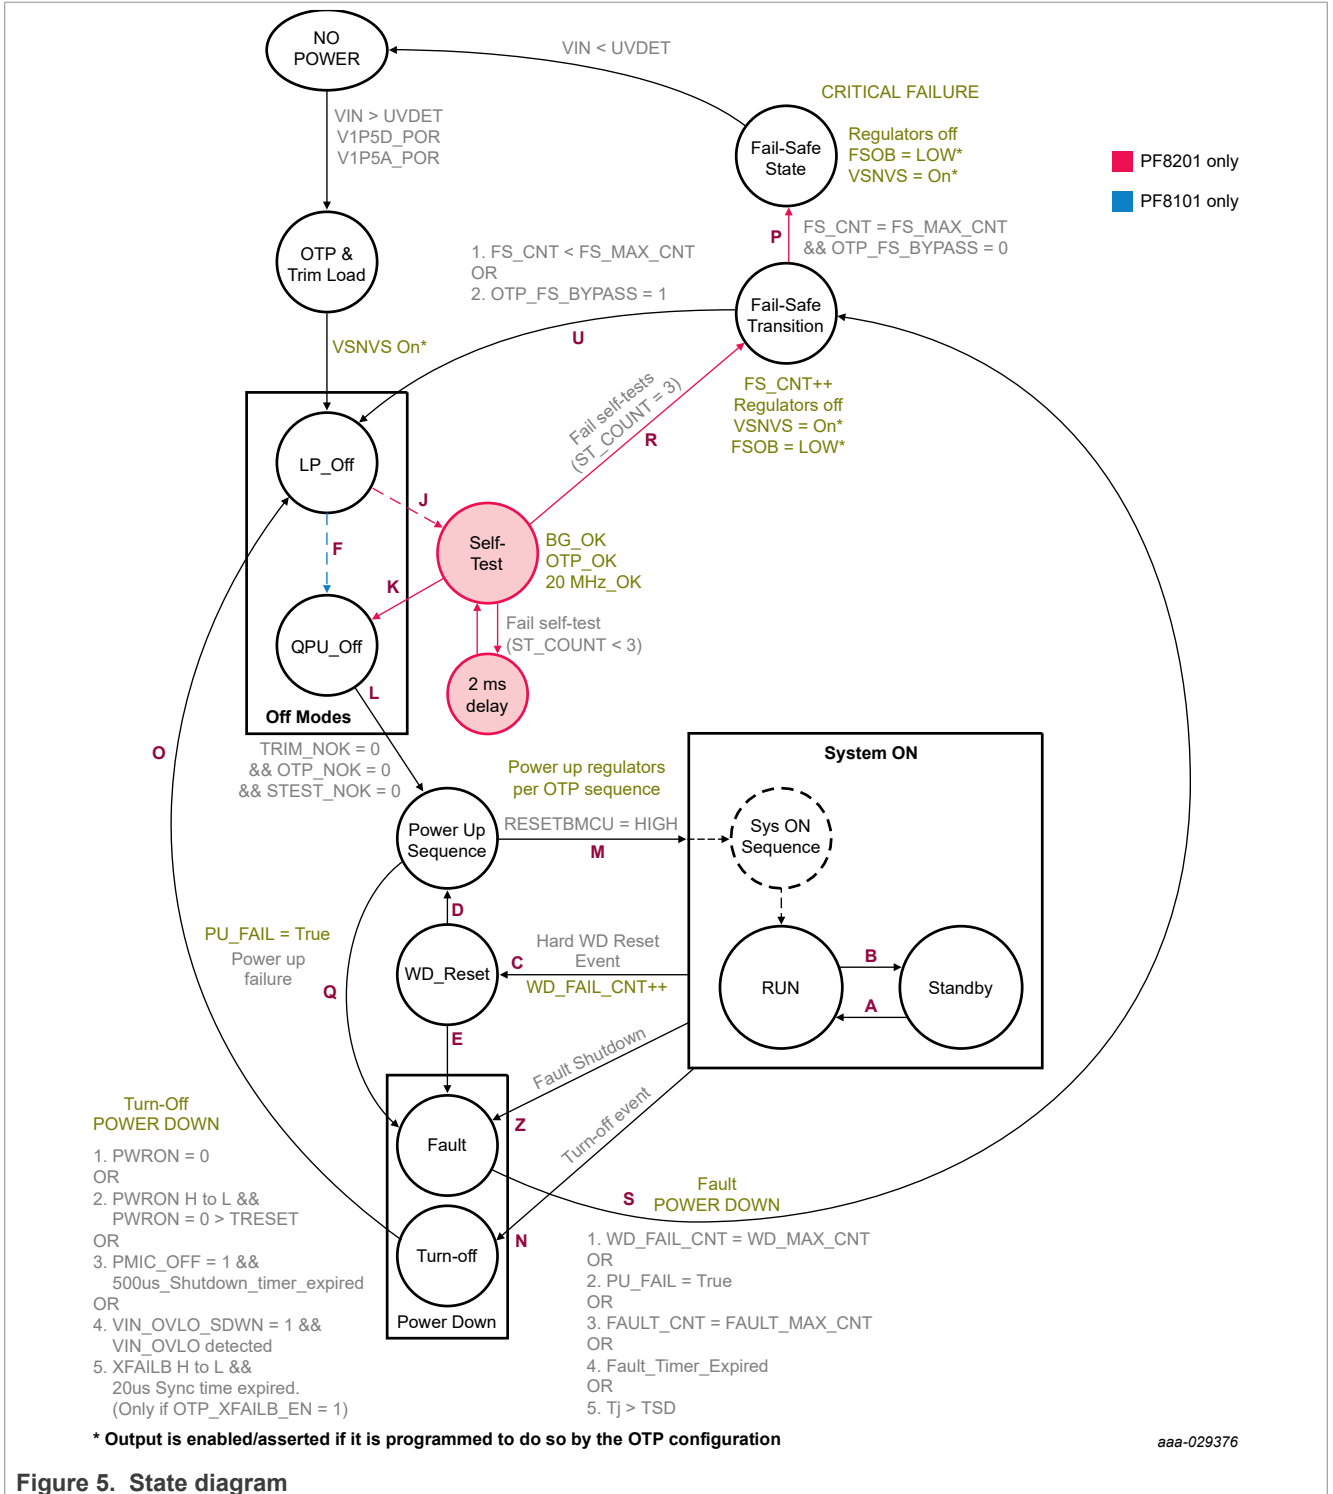 NO
POWER
VIN < UVDET
VIN > UVDET
V1P5D_POR
V1P5A_POR
CRITICAL FAILURE
Fail-Safe
State
Regulators off
FSOB = LOW*
VSNVS = On*
PF8201 only
PF8101 only
OTP &
Trim Load
P
FS_CNT = FS_MAX_CNT
&& OTP_FS_BYPASS = 0
1. FS_CNT < FS_MAX_CNT
OR
2. OTP_FS_BYPASS = 1
Fail-Safe
Transition
U
VSNVS On*
FS_CNT++
Regulators off
VSNVS = On*
FSOB = LOW*
Fail self-tests
(ST_COUNT = 3)
R
LP_Off
J
F
Self-
Test
BG_OK
OTP_OK
20 MHz_OK
K
QPU_Off
Fail self-test
(ST_COUNT < 3)
2 ms
delay
L
Off Modes
O
TRIM_NOK = 0
&& OTP_NOK = 0
&& STEST_NOK = 0
Power up regulators
per OTP sequence
System ON
Power Up
Sequence
RESETBMCU = HIGH
M
Sys ON
Sequence
D
PU_FAIL = True
Power up
failure
Q
WD_Reset
C
Hard WD Reset
Event
WD_FAIL_CNT++
RUN
B
A
Standby
E
Fault Shutdown
Z
Turn-off event
Fault
Turn-Off
POWER DOWN
1. PWRON = 0
OR
2. PWRON H to L &&
PWRON = 0 > TRESET
OR
3. PMIC_OFF = 1 &&
500us_Shutdown_timer_expired
OR
4. VIN_OVLO_SDWN = 1 &&
VIN_OVLO detected
5. XFAILB H to L &&
20us Sync time expired.
(Only if OTP_XFAILB_EN = 1)
S
Fault
POWER DOWN
N
Turn-off
Power Down
1. WD_FAIL_CNT = WD_MAX_CNT
OR
2. PU_FAIL = True
OR
3. FAULT_CNT = FAULT_MAX_CNT
OR
4. Fault_Timer_Expired
OR
5. Tj > TSD
* Output is enabled/asserted if it is programmed to do so by the OTP configuration
aaa-029376
Figure 5. State diagram